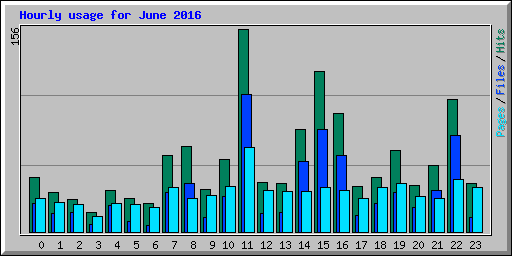 Hourly usage for June 2016
156
Pages/Files/Hits
0 1 2 3 4 5 6 7 8 9 10 11 12 13 14 15 16 17 18 19 20 21 22 23